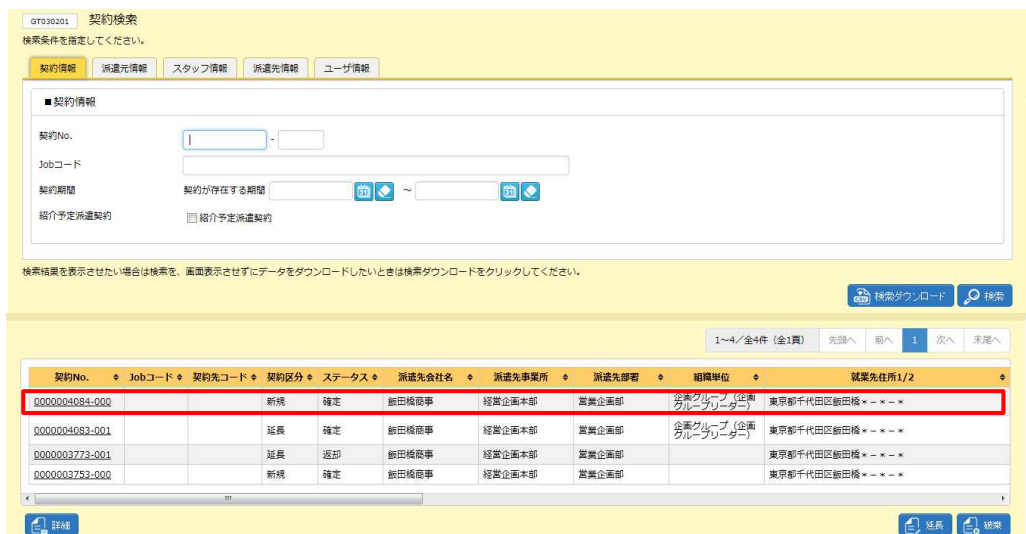 GT030201 契約検索
検索条件を指定してください。
契約情報 派遣元情報 スタッフ情報 派遣先情報 ユーザ情報
■契約情報
契約No. -
Jobコード
契約期間 契約が存在する期間 ～
紹介予定派遣契約 紹介予定派遣契約
検索結果を表示させたい場合は検索を、画面表示させずにデータをダウンロードしたいときは検索ダウンロードをクリックしてください。
検索ダウンロード 検索
1~4／全4件（全1頁） 先頭へ 前へ 1 次へ 末尾へ
契約No. Jobコード 契約先コード 契約区分 ステータス 派遣先会社名 派遣先事業所 派遣先部署 組織単位 就業先住所1/2
0000004084-000 新規 確定 飯田橋商事 経営企画本部 営業企画部 企画グループ（企画グループリーダー） 東京都千代田区飯田橋＊－＊－＊
0000004083-001 延長 確定 飯田橋商事 経営企画本部 営業企画部 企画グループ（企画グループリーダー） 東京都千代田区飯田橋＊－＊－＊
0000003773-001 延長 返却 飯田橋商事 経営企画本部 営業企画部 東京都千代田区飯田橋＊－＊－＊
0000003753-000 新規 確定 飯田橋商事 経営企画本部 営業企画部 東京都千代田区飯田橋＊－＊－＊
詳細 延長 破棄